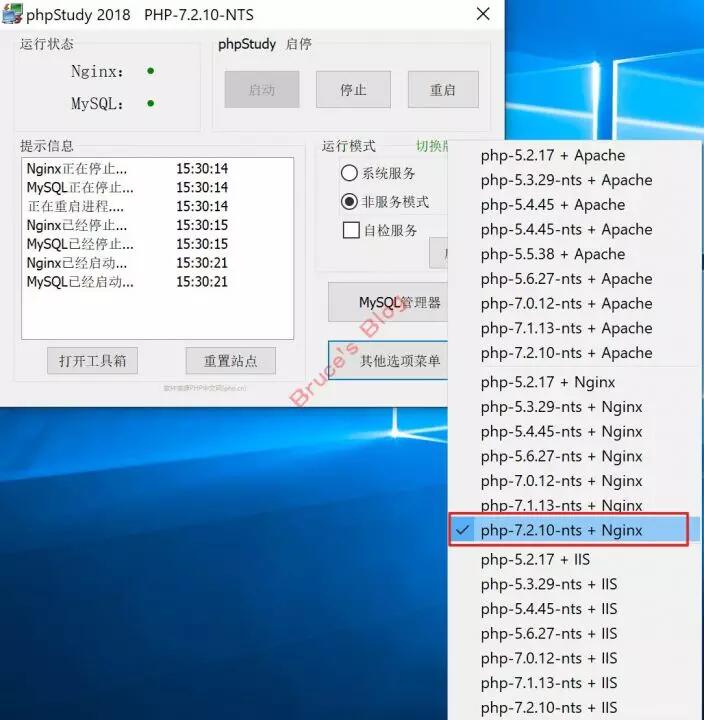 phpStudy 2018 PHP-7.2.10-NTS
运行状态
Nginx:
MySQL:
phpStudy 启停
启动
停止
重启
提示信息
Nginx正在停止... 15:30:14
MySQL正在停止... 15:30:14
正在重启进程.... 15:30:14
Nginx已经停止... 15:30:15
MySQL已经停止... 15:30:15
Nginx已经启动... 15:30:21
MySQL已经启动... 15:30:21
打开工具箱
重置站点
运行模式
切换
系统服务
非服务模式
自检服务
MySQL管理器
其他选项菜单
Bruce's Blog
php-5.2.17 + Apache
php-5.3.29-nts + Apache
php-5.4.45 + Apache
php-5.4.45-nts + Apache
php-5.5.38 + Apache
php-5.6.27-nts + Apache
php-7.0.12-nts + Apache
php-7.1.13-nts + Apache
php-7.2.10-nts + Apache
php-5.2.17 + Nginx
php-5.3.29-nts + Nginx
php-5.4.45-nts + Nginx
php-5.6.27-nts + Nginx
php-7.0.12-nts + Nginx
php-7.1.13-nts + Nginx
php-7.2.10-nts + Nginx
php-5.2.17 + IIS
php-5.3.29-nts + IIS
php-5.4.45-nts + IIS
php-5.6.27-nts + IIS
php-7.0.12-nts + IIS
php-7.1.13-nts + IIS
php-7.2.10-nts + IIS